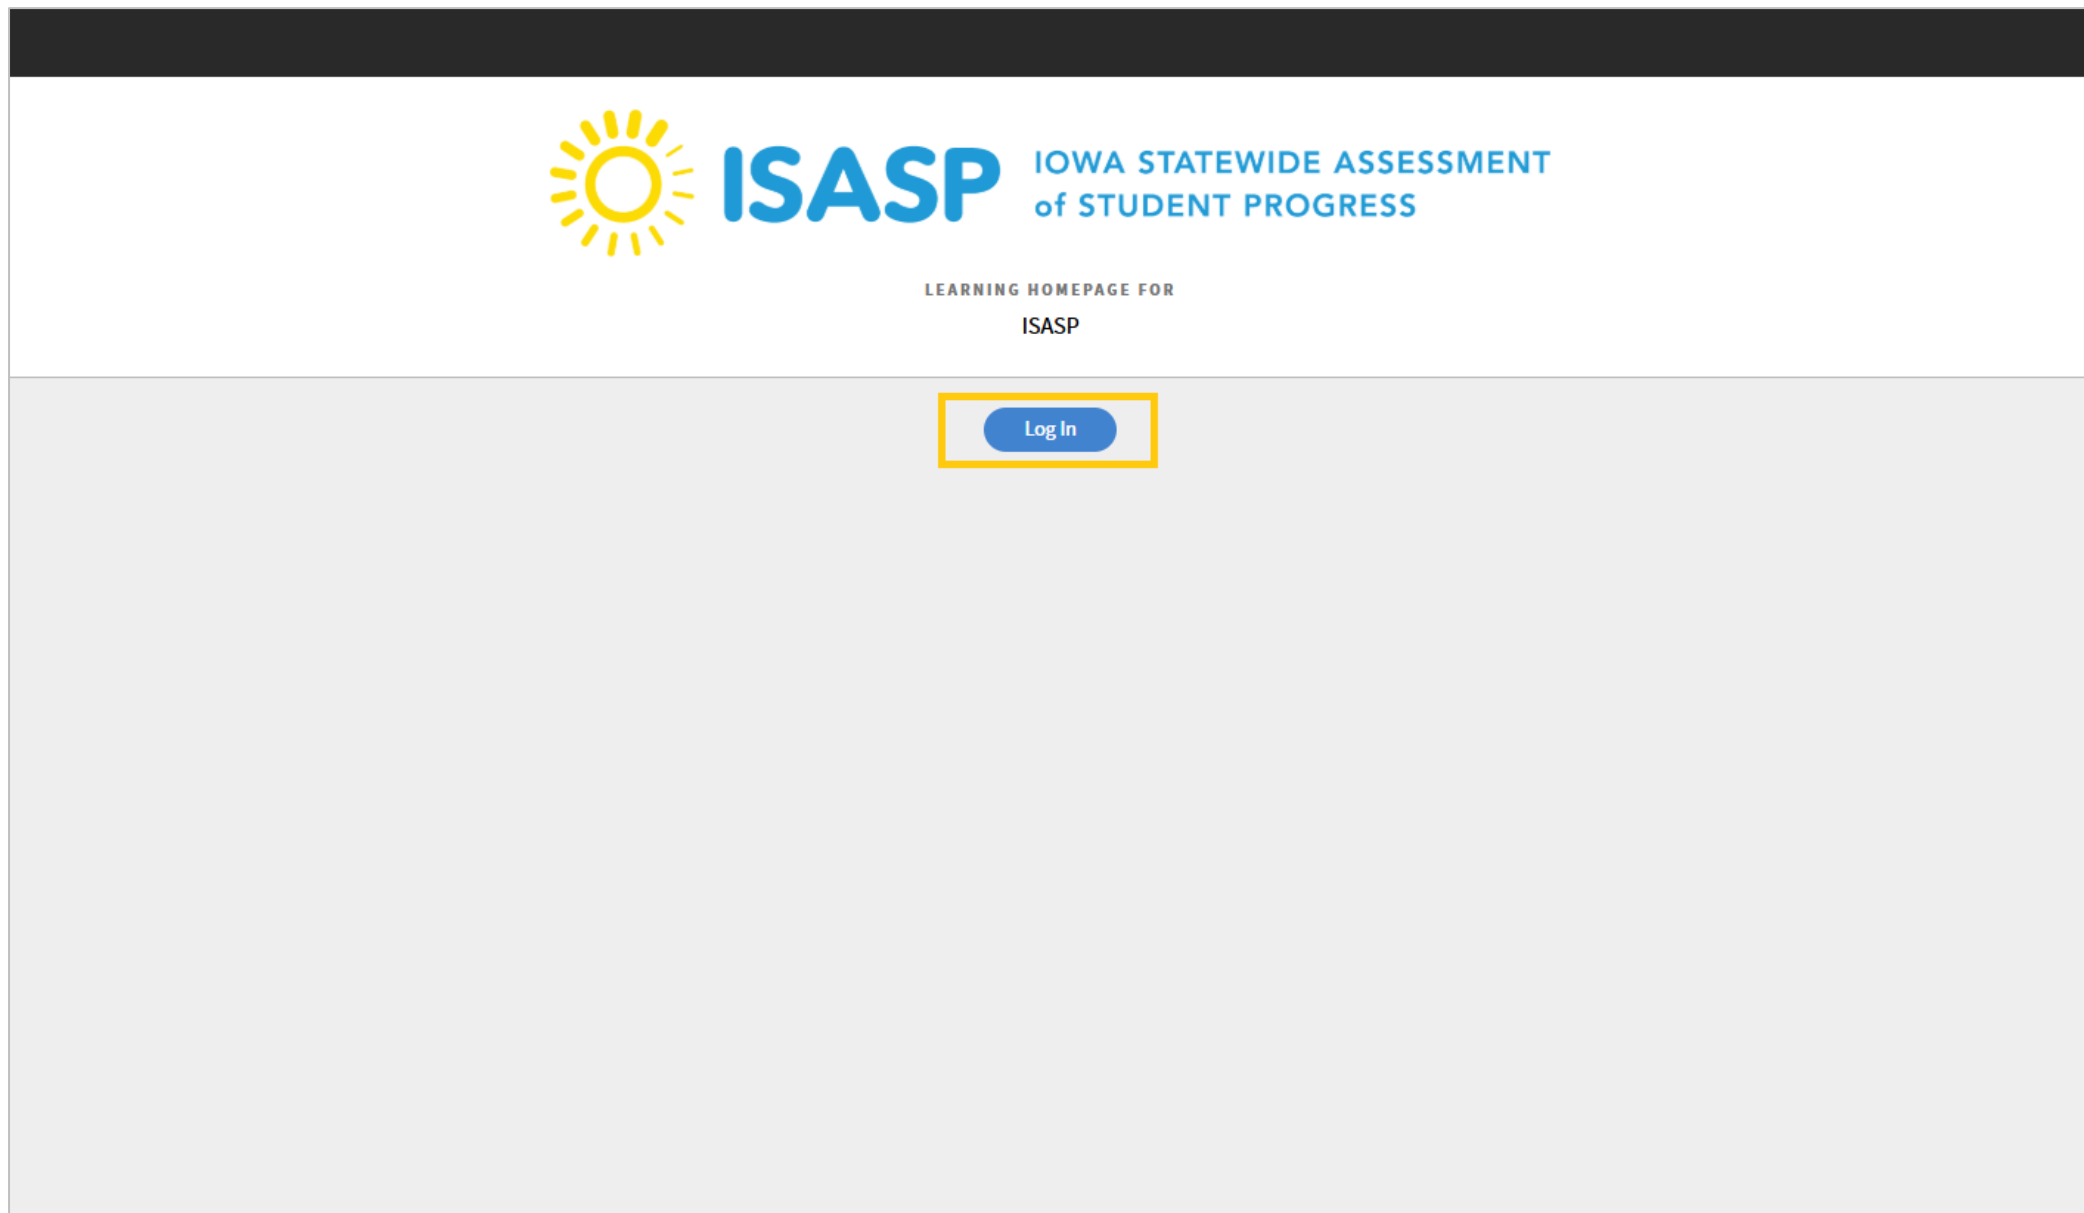 ISASP
IOWA STATEWIDE ASSESSMENT
of STUDENT PROGRESS
LEARNING HOMEPAGE FOR
ISASP
Log In